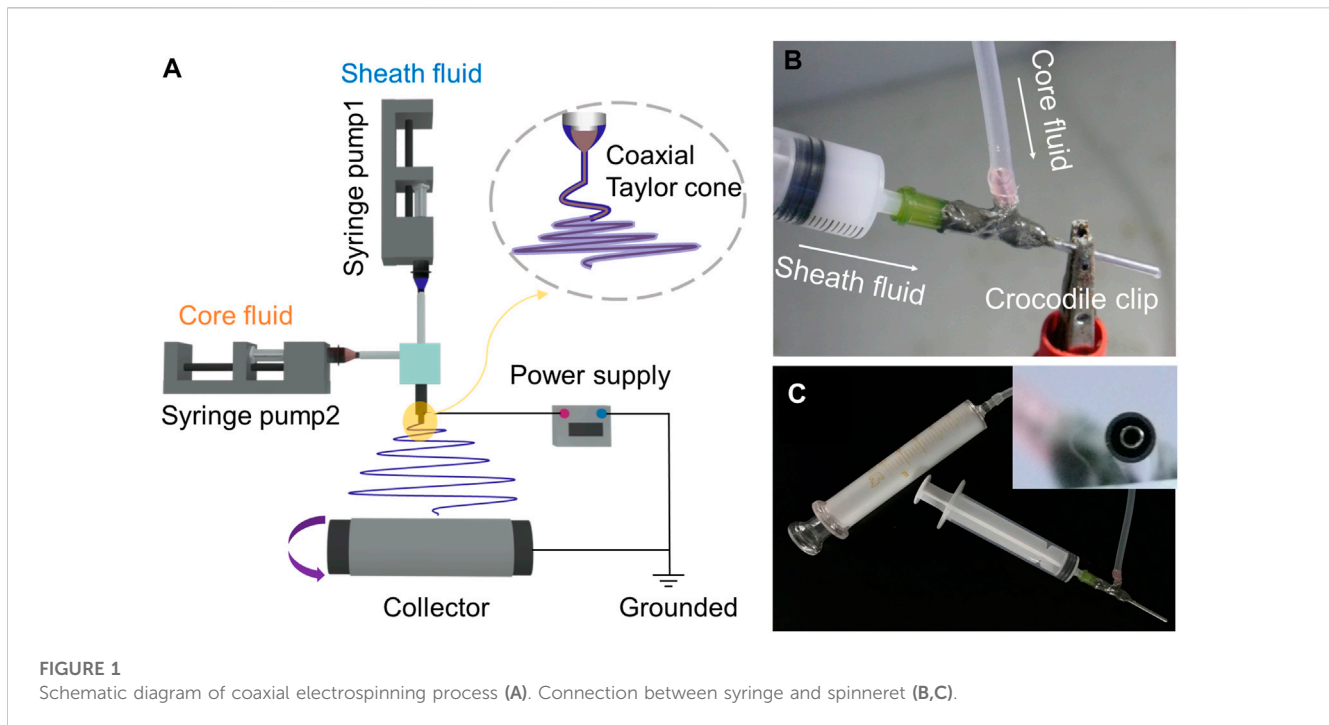 A
Sheath fluid
Syringe pump1
Coaxial
Taylor cone
Core fluid
Syringe pump2
Power supply
Collector
Grounded
B
Core fluid
Sheath fluid
Crocodile clip
C
FIGURE 1
Schematic diagram of coaxial electrospinning process (A). Connection between syringe and spinneret (B,C).